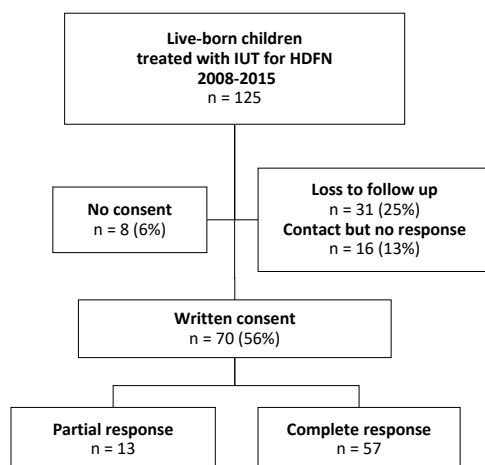 Live-born children
treated with IUT for HDFN
2008-2015
n = 125
No consent
n = 8 (6%)
Loss to follow up
n = 31 (25%)
Contact but no response
n = 16 (13%)
Written consent
n = 70 (56%)
Partial response
n = 13
Complete response
n = 57